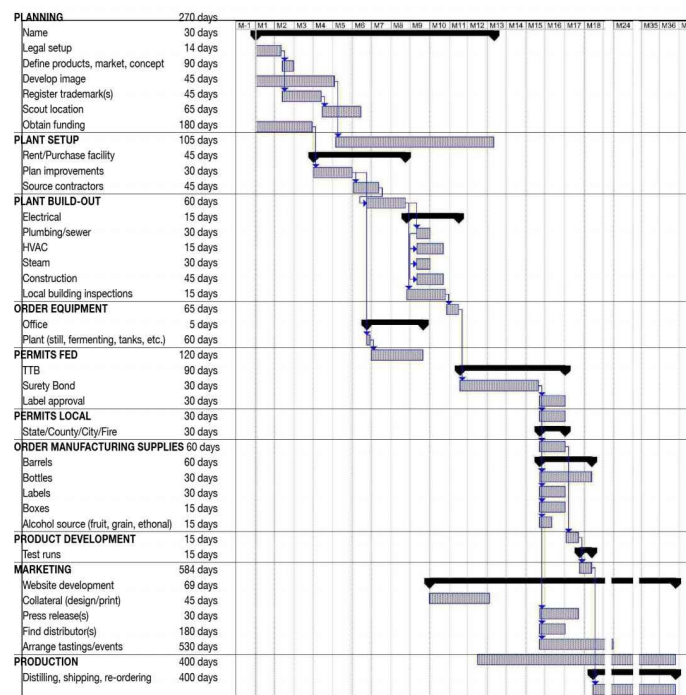 PLANNING 270 days
M-1 M1 M2 M3 M4 M5 M6 M7 M8 M9 M10 M11 M12 M13 M14 M15 M16 M17 M18 M24 M35 M36 M
Name 30 days
Legal setup 14 days
Define products, market, concept 90 days
Develop image 45 days
Register trademark(s) 45 days
Scout location 65 days
Obtain funding 180 days
PLANT SETUP 105 days
Rent/Purchase facility 45 days
Plan improvements 30 days
Source contractors 45 days
PLANT BUILD-OUT 60 days
Electrical 15 days
Plumbing/sewer 30 days
HVAC 15 days
Steam 30 days
Construction 45 days
Local building inspections 15 days
ORDER EQUIPMENT 65 days
Office 5 days
Plant (still, fermenting, tanks, etc.) 60 days
PERMITS FED 120 days
TTB 90 days
Surety Bond 30 days
Label approval 30 days
PERMITS LOCAL 30 days
State/County/City/Fire 30 days
ORDER MANUFACTURING SUPPLIES 60 days
Barrels 60 days
Bottles 30 days
Labels 30 days
Boxes 15 days
Alcohol source (fruit, grain, ethonal) 15 days
PRODUCT DEVELOPMENT 15 days
Test runs 15 days
MARKETING 584 days
Website development 69 days
Collateral (design/print) 45 days
Press release(s) 30 days
Find distributor(s) 180 days
Arrange tastings/events 530 days
PRODUCTION 400 days
Distilling, shipping, re-ordering 400 days